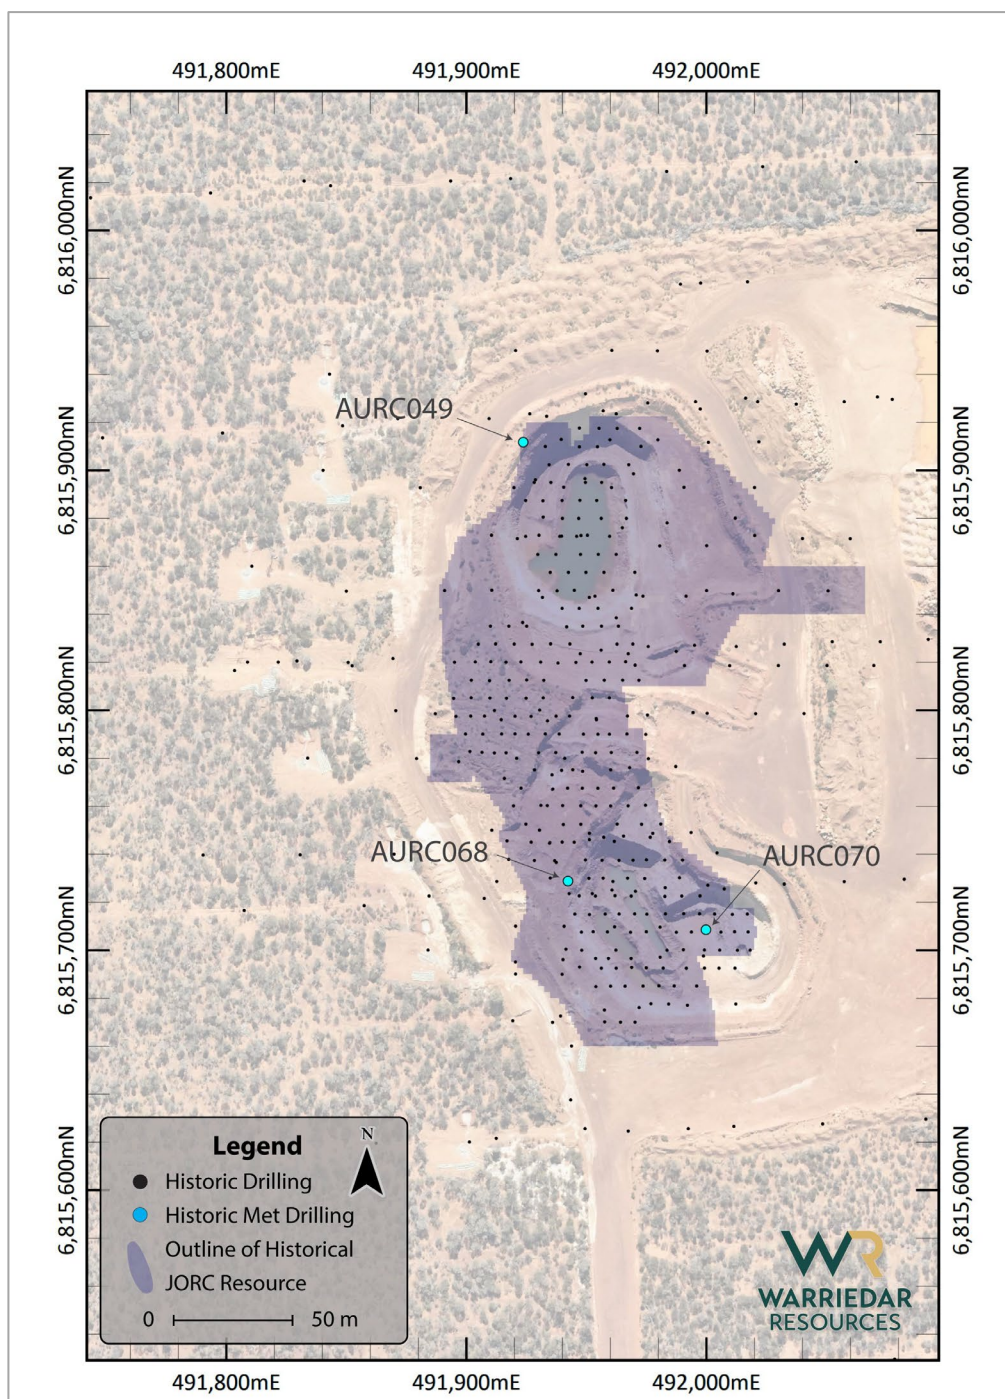 491,800mE 491,900mE 492,000mE
6,816,000mN 6,816,000mN
AURC049
6,815,900mN 6,815,900mN
6,815,800mN 6,815,800mN
AURC068
AURC070
6,815,700mN 6,815,700mN
6,815,600mN 6,815,600mN
Legend
N
Historic Drilling
Historic Met Drilling
Outline of Historical
JORC Resource
0 50 m
WR
WARRIEDAR
RESOURCES
491,800mE 491,900mE 492,000mE